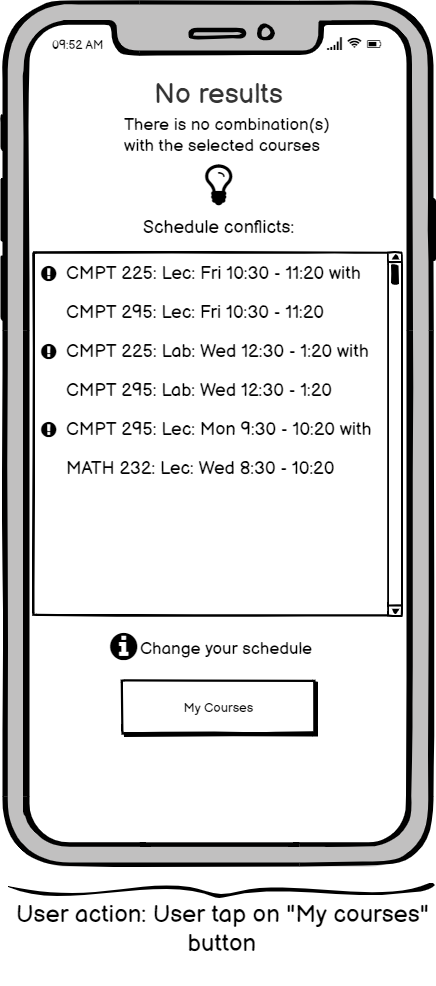 09:52 AM
No results
There is no combination(s)
with the selected courses
Schedule conflicts:
CMPT 225: Lec: Fri 10:30 - 11:20 with
CMPT 295: Lec: Fri 10:30 - 11:20
CMPT 225: Lab: Wed 12:30 - 1:20 with
CMPT 295: Lab: Wed 12:30 - 1:20
CMPT 295: Lec: Mon 9:30 - 10:20 with
MATH 232: Lec: Wed 8:30 - 10:20
Change your schedule
My Courses
User action: User tap on "My courses"
button